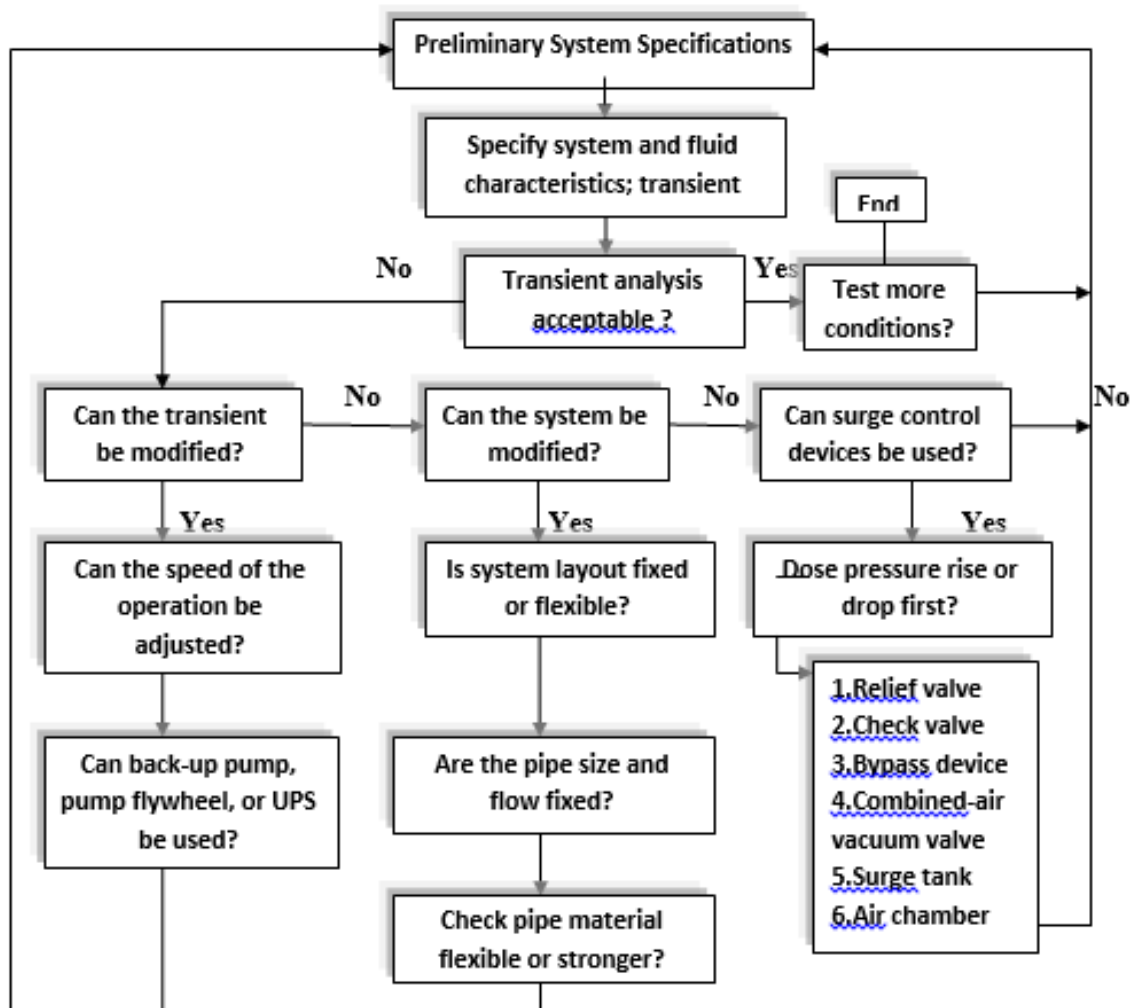 Preliminary System Specifications
Specify system and fluid
characteristics; transient
End
No
Yes
Transient analysis
acceptable ?
Test more
conditions?
Can the transient
be modified?
No
Can the system be
modified?
No
Can surge control
devices be used?
No
Yes
Yes
Yes
Can the speed of the
operation be
adjusted?
Is system layout fixed
or flexible?
Dose pressure rise or
drop first?
1.Relief valve
2.Check valve
3.Bypass device
4.Combined-air
vacuum valve
5.Surge tank
6.Air chamber
Can back-up pump,
pump flywheel, or UPS
be used?
Are the pipe size and
flow fixed?
Check pipe material
flexible or stronger?